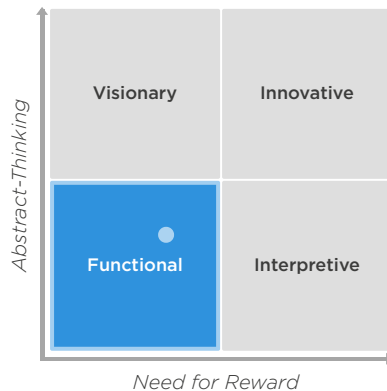 Visionary
Innovative
Abstract-Thinking
Functional
Interpretive
Need for Reward